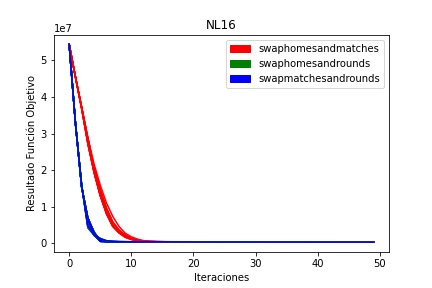 NL16
1e7
swaphomesandmatches
swaphomesandrounds
swapmatchesandrounds
Resultado Función Objetivo
5
4
3
2
1
0
0 10 20 30 40 50
Iteraciones